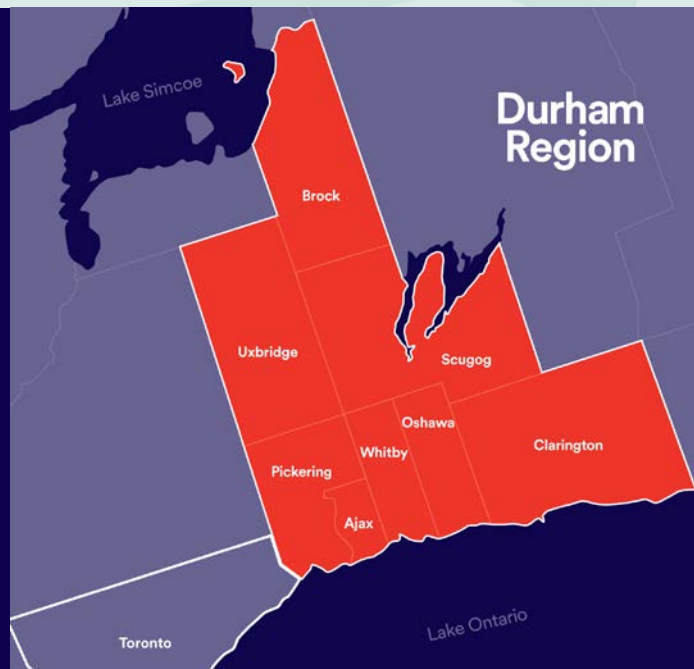 Lake Simcoe
Durham
Region
Brock
Uxbridge
Scugog
Oshawa
Whitby
Clarington
Pickering
Ajax
Lake Ontario
Toronto